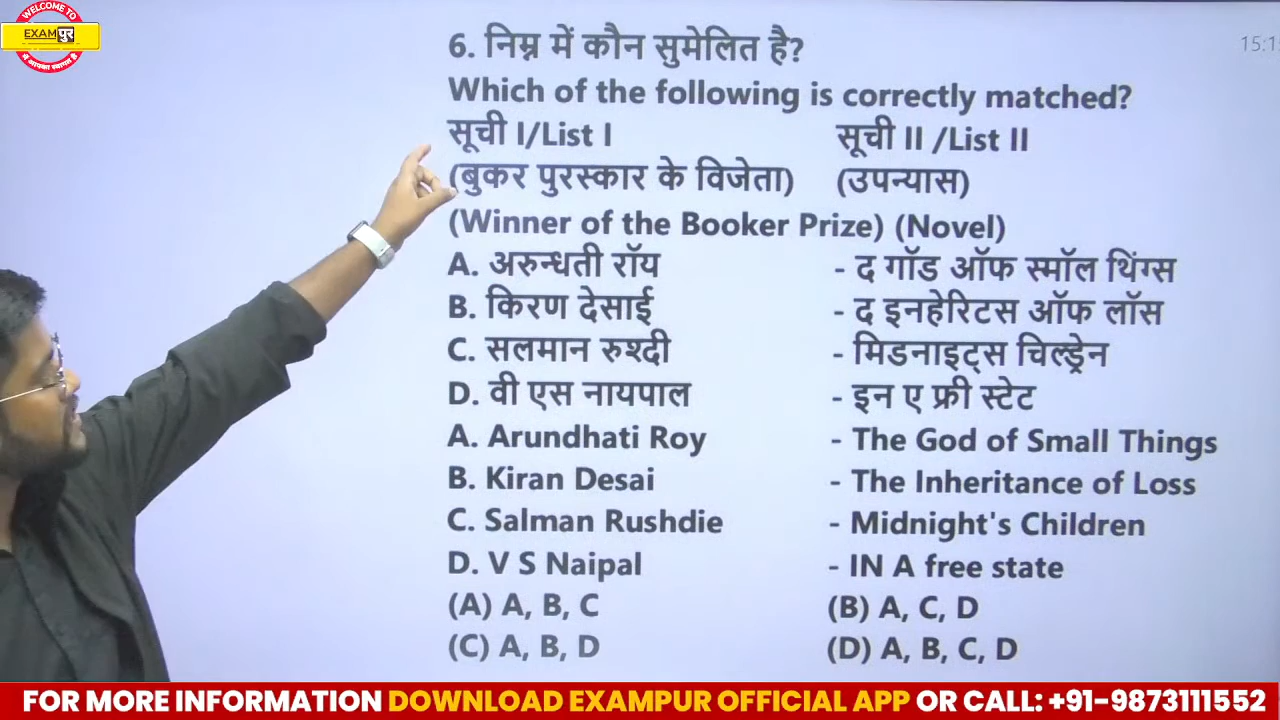 WELCOME TO
EXAMपुर
में आपका स्वागत है
15:1
6. निम्न में कौन सुमेलित है?
Which of the following is correctly matched?
सूची I/List I सूची II /List II
(बुकर पुरस्कार के विजेता) (उपन्यास)
(Winner of the Booker Prize) (Novel)
A. अरुन्धती रॉय - द गॉड ऑफ स्मॉल थिंग्स
B. किरण देसाई - द इनहेरिटस ऑफ लॉस
C. सलमान रुश्दी - मिडनाइट्स चिल्ड्रेन
D. वी एस नायपाल - इन ए फ्री स्टेट
A. Arundhati Roy - The God of Small Things
B. Kiran Desai - The Inheritance of Loss
C. Salman Rushdie - Midnight's Children
D. V S Naipal - IN A free state
(A) A, B, C (B) A, C, D
(C) A, B, D (D) A, B, C, D
FOR MORE INFORMATION DOWNLOAD EXAMPUR OFFICIAL APP OR CALL: +91-9873111552